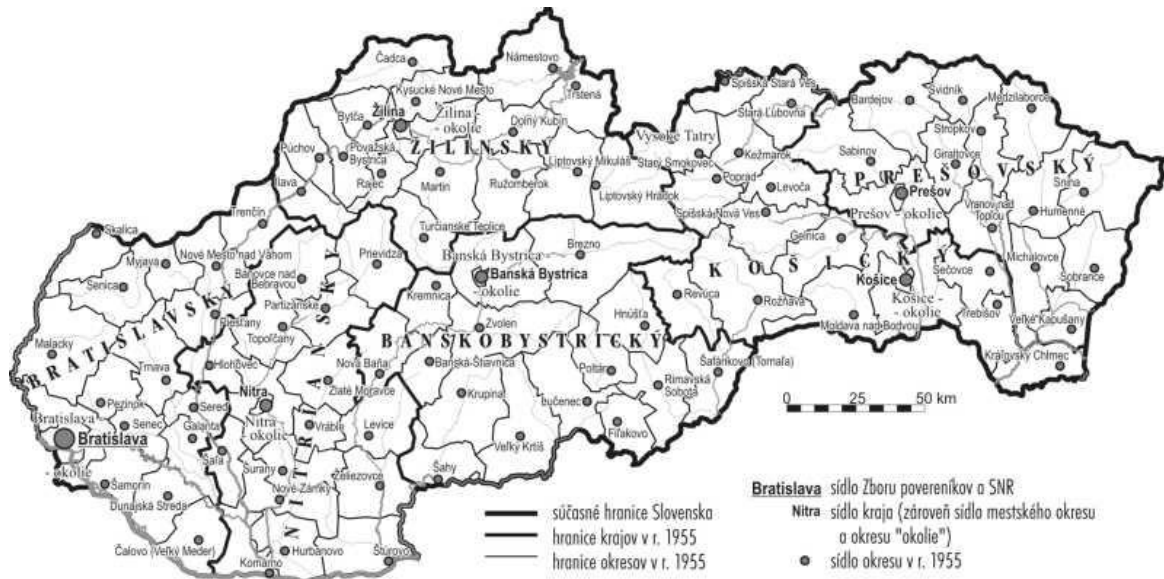 Čadca
Námestovo
Kysucké Nové Mesto
Trstená
Spišská Stará Ves
Bytča
Žilina
Žilina
- okolie
Dolný Kubín
Stará Ľubovňa
Bardejov
Svidník
Medzilaborce
Stropkov
Púchov
Považská
Bystrica
ŽILINSKÝ
Vysoké Tatry
Starý Smokovec
Kežmarok
Sabinov
Giraltovce
Ilava
Rajec
Martin
Ružomberok
Liptovský Mikuláš
Liptovský Hrádok
Poprad
Levoča
PREŠOVSKÝ
Prešov
Snina
Trenčín
Turčianske Teplice
Spišská Nová Ves
Prešov - okolie
Vranov nad
Topľou
Humenné
Skalica
Myjava
Nové Mesto nad Váhom
Bánovce nad
Bebravou
Prievidza
Banská Bystrica
- okolie
Banská Bystrica
Brezno
Gelnica
KOŠICKÝ
Košice
Košice -
- okolie
Sečovce
Michalovce
Sobrance
Senica
Partizánske
Kremnica
Revúca
Rožňava
Trebišov
BRATISLAVSKÝ
Piešťany
Topoľčany
Zvolen
Hnúšťa
Moldava nad Bodvou
Veľké Kapušany
Malacky
Hlohovec
Nová Baňa
BANSKOBYSTRICKÝ
Banská Štiavnica
Šafárikovo (Tornaľa)
Kráľovský Chlmec
Trnava
Nitra
Zlaté Moravce
Poltár
Rimavská
Sobota
Pezinok
Sereď
Nitra
- okolie
NITRIANSKY
Krupina
Lučenec
0 25 50 km
Bratislava
- okolie
Bratislava
Senec
Galanta
Vráble
Levice
Fiľakovo
Veľký Krtíš
Šaľa
Šurany
Želiezovce
Šahy
Šamorín
Dunajská Streda
Nové Zámky
Čalovo (Veľký Meder)
Hurbanovo
Komárno
Štúrovo
súčasné hranice Slovenska
hranice krajov v r. 1955
hranice okresov v r. 1955
Bratislava sídlo Zboru povereníkov a SNR
Nitra sídlo kraja (zároveň sídlo mestského okresu
a okresu "okolie")
sídlo okresu v r. 1955